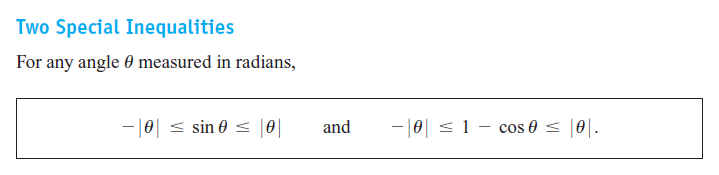 Two Special Inequalities
For any angle θ measured in radians,
−|θ| ≤ sin θ ≤ |θ| and −|θ| ≤ 1 − cos θ ≤ |θ|.